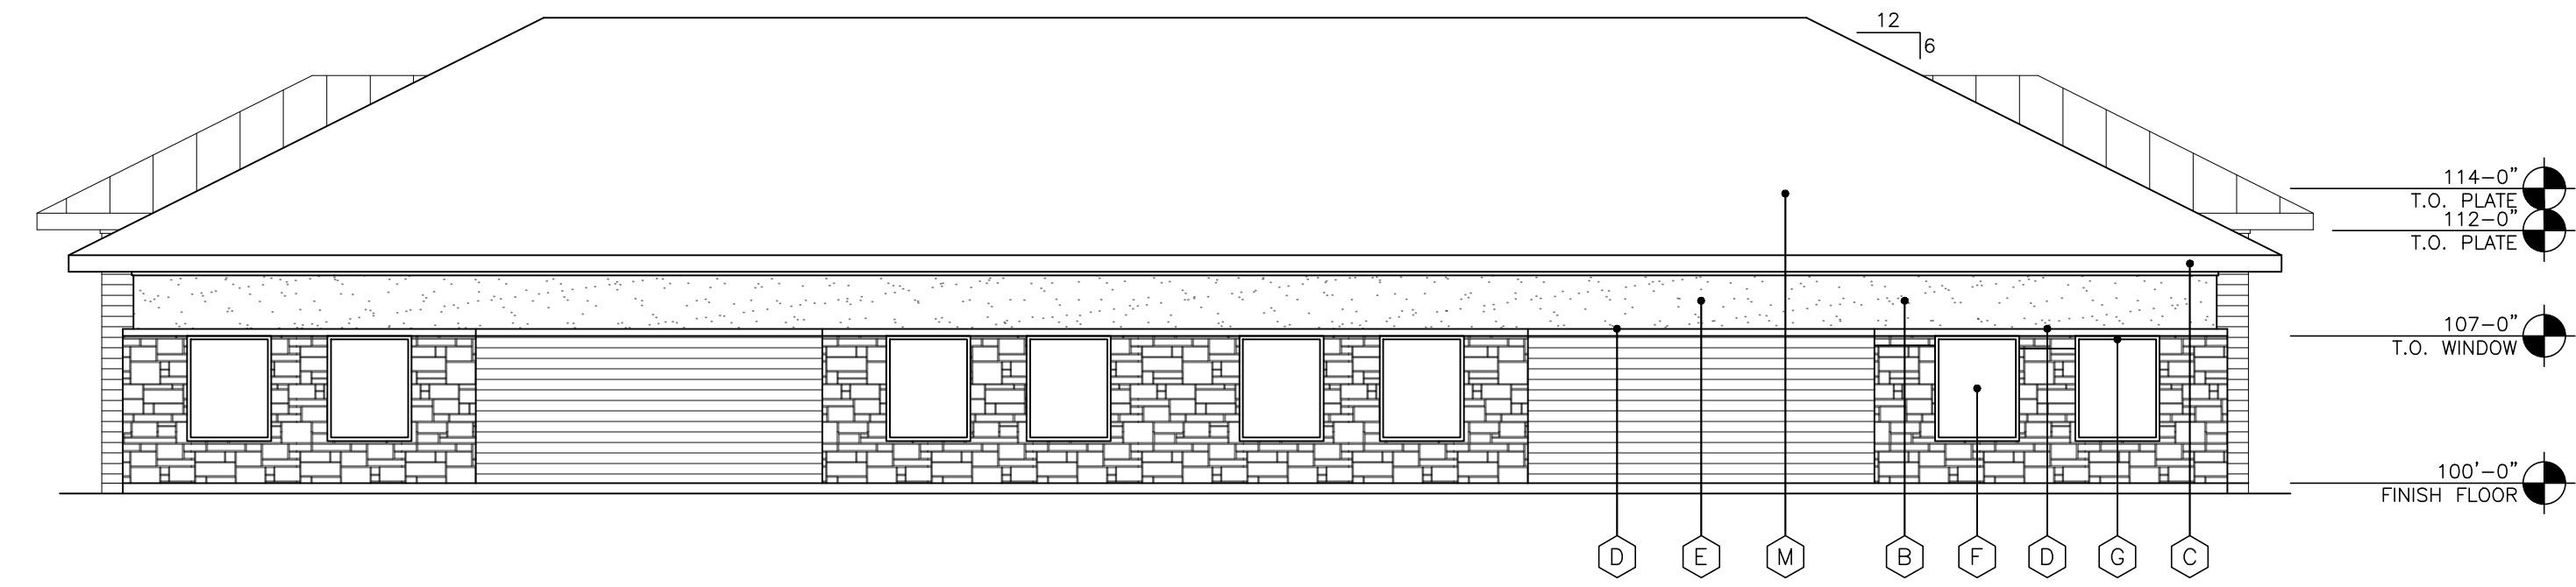 12
6
114-0"
T.O. PLATE
112-0"
T.O. PLATE
107-0"
T.O. WINDOW
100'-0"
FINISH FLOOR
D E M B F D G C